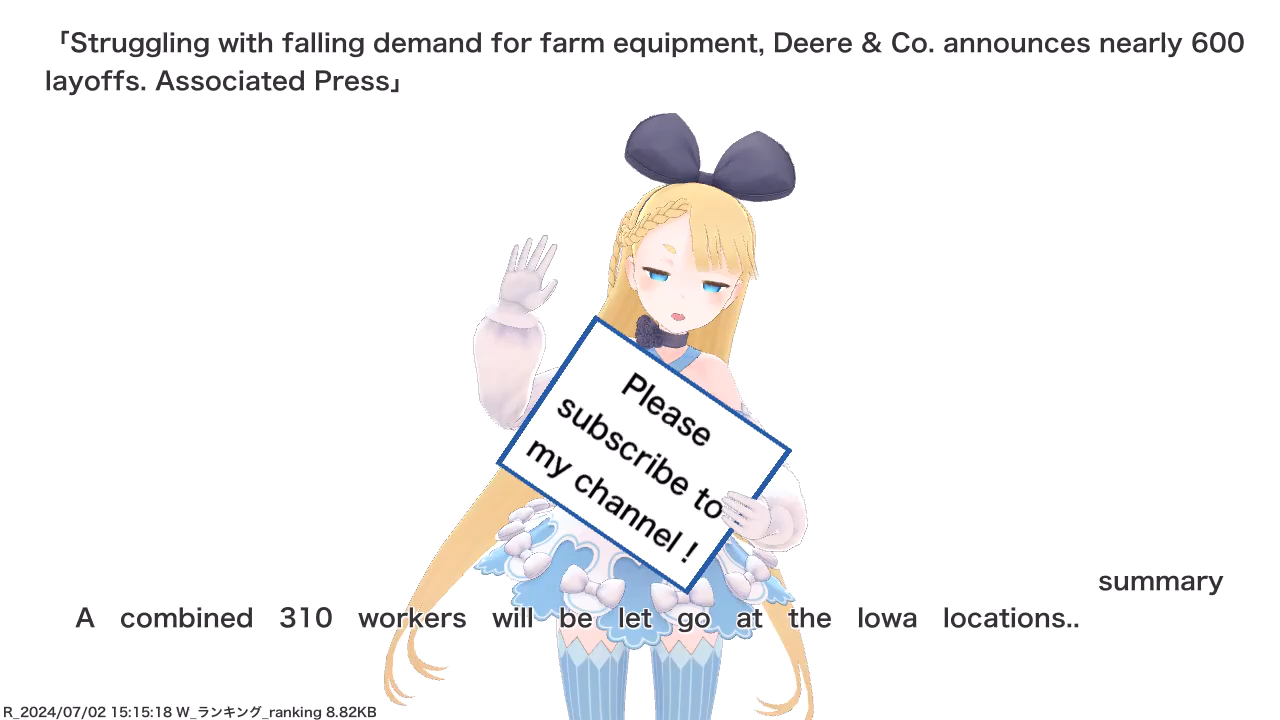 「Struggling with falling demand for farm equipment, Deere & Co. announces nearly 600
layoffs. Associated Press」
Please
subscribe to
my channel !
summary
A combined 310 workers will be let go at the Iowa locations..
R_2024/07/02 15:15:18 W_ランキング_ranking 8.82KB